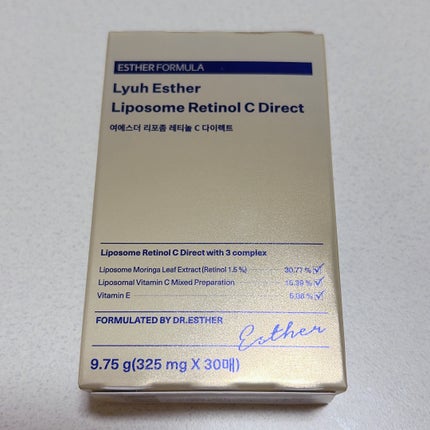 ESTHER FORMULA
Lyuh Esther
Liposome Retinol C Direct
여에스더 리포좀 레티놀 C 다이렉트
Liposome Retinol C Direct with 3 complex
Liposome Moringa Leaf Extract (Retinol 1.5 %) 30.77 %
Liposomal Vitamin C Mixed Preparation 15.39 %
Vitamin E 5.08 %
FORMULATED BY DR.ESTHER
Esther
9.75 g(325 mg X 30매)